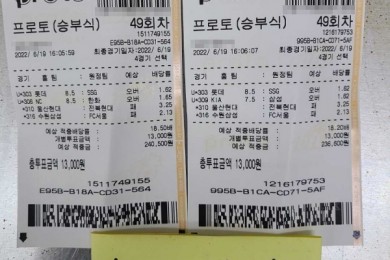 프로토(승부식) 49회차
1511749155
E95B-B18A-CD31-564
2022/ 6/19 16:05:59
최종경기일자:2022/ 6/19
4경기 선택
경기 홈팀 : 원정팀 예상 배당률
U*303 롯데 8.5 : SSG 오버 1.62
U*306 NC 8.5 : 한화 오버 1.65
*310 울산현대 : 전북현대 패 3.25
*316 수원삼성 : FC서울 패 2.13
예상 적중배당률 18.50배
개별투표금액 13,000원
예상 적중금 240,500원
총투표금액 13,000원
1511749155
E95B-B18A-CD31-564
프로토(승부식) 49회차
1216179753
995B-B1CA-CD71-5AF
2022/ 6/19 16:06:07
최종경기일자:2022/ 6/19
4경기 선택
경기 홈팀 : 원정팀 예상 배당률
U*303 롯데 8.5 : SSG 오버 1.62
U*309 KIA 7.5 : 삼성 오버
*310 울산현대 : 전북현대 패 3.25
*316 수원삼성 : FC서울 패 2.13
예상 적중배당률 18.20배
개별투표금액 13,000원
예상 적중금 236,600원
총투표금액 13,000원
1216179753
995B-B1CA-CD71-5AF